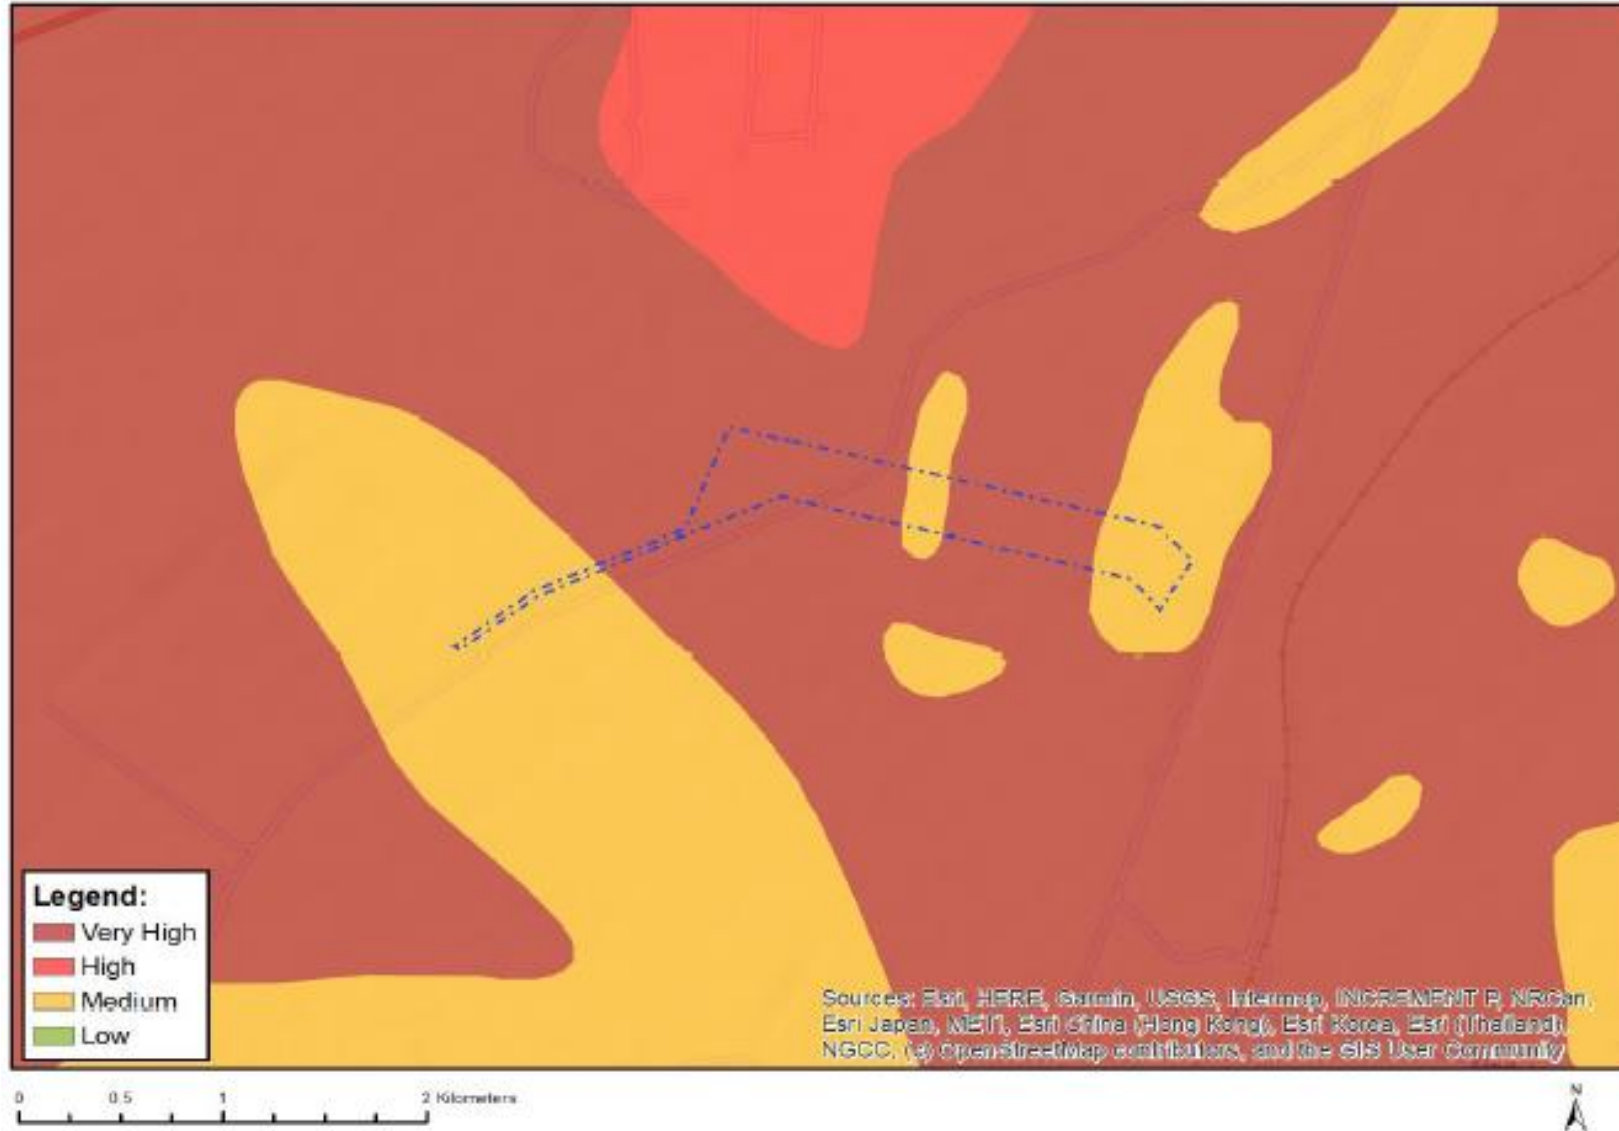 Legend:
Very High
High
Medium
Low
Sources: Esri, HERE, Garmin, USGS, Intermap, INCREMENT P, NRCan,
Esri Japan, METI, Esri China (Hong Kong), Esri Korea, Esri (Thailand),
NGCC, (c) OpenStreetMap contributors, and the GIS User Community
0 0.5 1 2 Kilometers
N